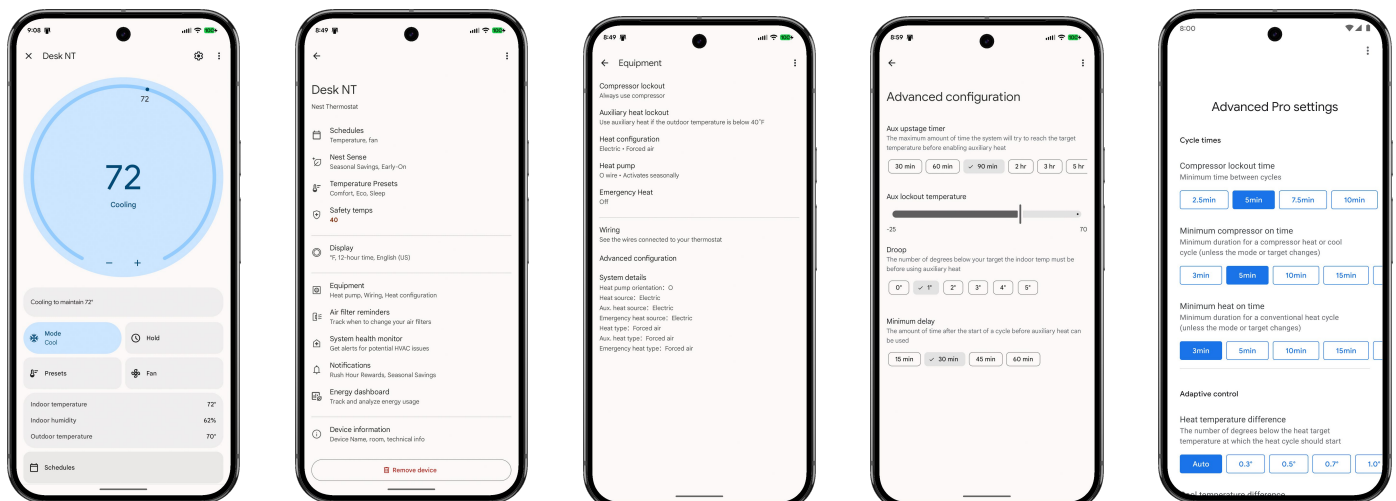 9:08
100+
Desk NT
72
72
Cooling
Cooling to maintain 72°
Mode
Cool
Hold
Presets
Fan
Indoor temperature 72°
Indoor humidity 62%
Outdoor temperature 70°
Schedules
8:49
100+
Desk NT
Nest Thermostat
Schedules
Temperature, fan
Nest Sense
Seasonal Savings, Early-On
Temperature Presets
Comfort, Eco, Sleep
Safety temps
40
Display
°F, 12-hour time, English (US)
Equipment
Heat pump, Wiring, Heat configuration
Air filter reminders
Track when to change your air filters
System health monitor
Get alerts for potential HVAC issues
Notifications
Rush Hour Rewards, Seasonal Savings
Energy dashboard
Track and analyze energy usage
Device information
Device Name, room, technical info
Remove device
8:49
100+
Equipment
Compressor lockout
Always use compressor
Auxiliary heat lockout
Use auxiliary heat if the outdoor temperature is below 40°F
Heat configuration
Electric • Forced air
Heat pump
O wire • Activates seasonally
Emergency Heat
Off
Wiring
See the wires connected to your thermostat
Advanced configuration
System details
Heat pump orientation: O
Heat source: Electric
Aux. heat source: Electric
Emergency heat source: Electric
Heat type: Forced air
Aux. heat type: Forced air
Emergency heat type: Forced air
8:59
100+
Advanced configuration
Aux upstage timer
The maximum amount of time the system will try to reach the target
temperature before enabling auxiliary heat
30 min 60 min 90 min 2 hr 3 hr 5 hr
Aux lockout temperature
-25 70
Droop
The number of degrees below your target the indoor temp must be
before using auxiliary heat
0° 1° 2° 3° 4° 5°
Minimum delay
The amount of time after the start of a cycle before auxiliary heat can
be used
15 min 30 min 45 min 60 min
8:00
Advanced Pro settings
Cycle times
Compressor lockout time
Minimum time between cycles
2.5min 5min 7.5min 10min
Minimum compressor on time
Minimum duration for a compressor heat or cool
cycle (unless the mode or target changes)
3min 5min 10min 15min
Minimum heat on time
Minimum duration for a conventional heat cycle
(unless the mode or target changes)
3min 5min 10min 15min
Adaptive control
Heat temperature difference
The number of degrees below the heat target
temperature at which the heat cycle should start
Auto 0.3° 0.5° 0.7° 1.0°
Cool temperature difference